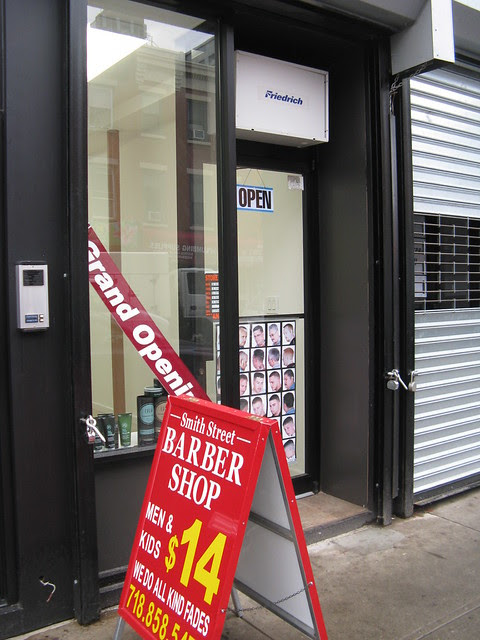 Friedrich
OPEN
Grand Openi
Smith Street
BARBER
SHOP
MEN &
KIDS $14
WE DO ALL KIND FADES
718.858.5